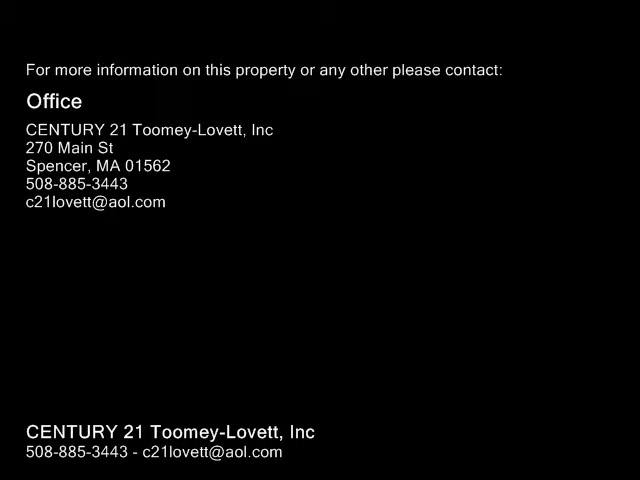 For more information on this property or any other please contact:
Office
CENTURY 21 Toomey-Lovett, Inc
270 Main St
Spencer, MA 01562
508-885-3443
c21lovett@aol.com
CENTURY 21 Toomey-Lovett, Inc
508-885-3443 - c21lovett@aol.com